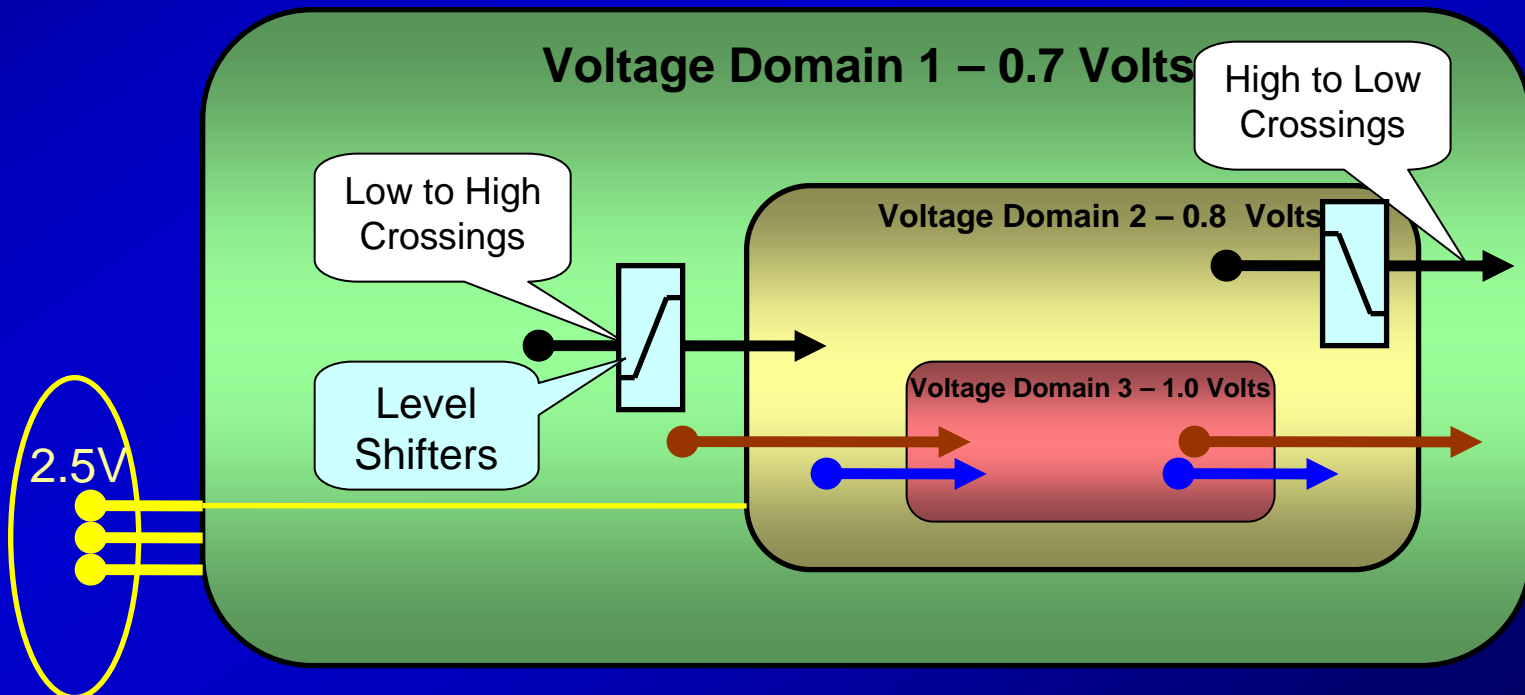 Voltage Domain 1 – 0.7 Volts
High to Low
Crossings
Low to High
Crossings
Voltage Domain 2 – 0.8  Volts
Level
Shifters
Voltage Domain 3 – 1.0 Volts
2.5V